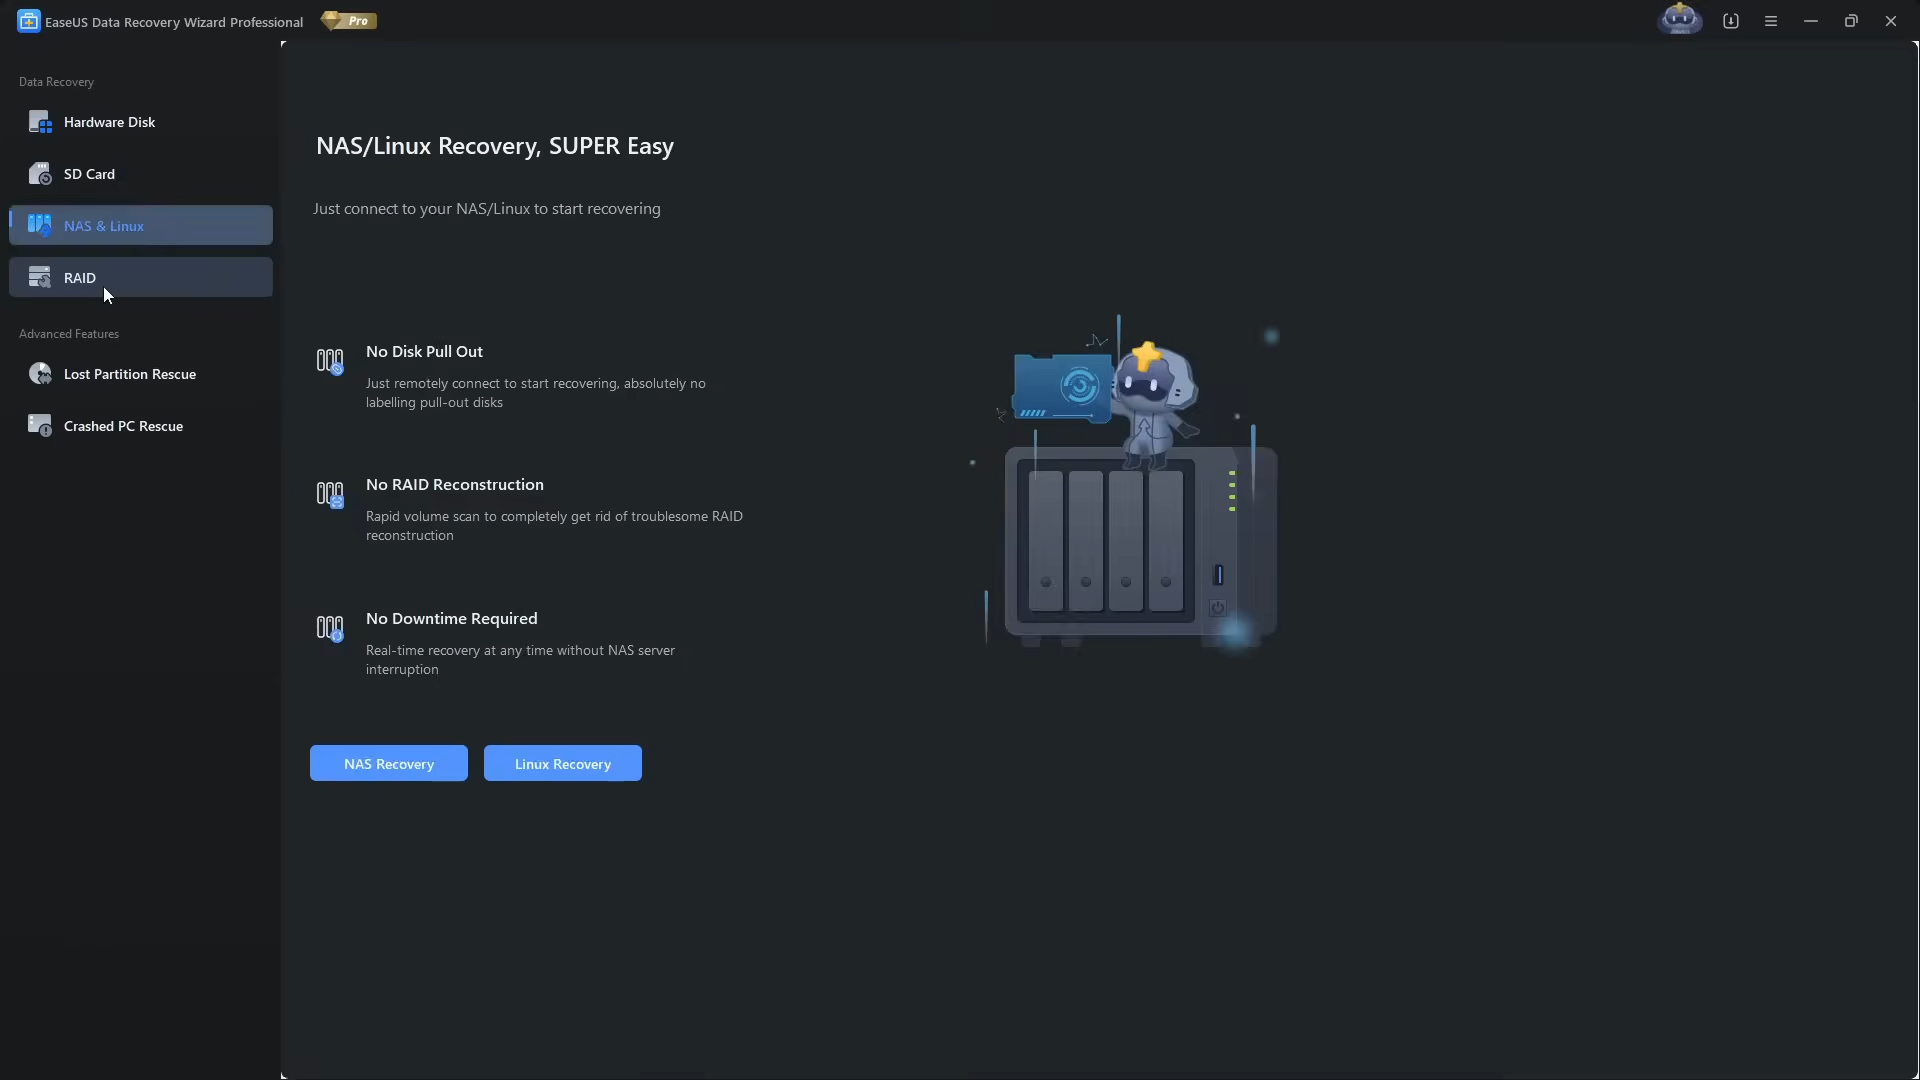 EaseUS Data Recovery Wizard Professional
Pro
Data Recovery
Hardware Disk
SD Card
NAS & Linux
RAID
Advanced Features
Lost Partition Rescue
Crashed PC Rescue
NAS/Linux Recovery, SUPER Easy
Just connect to your NAS/Linux to start recovering
No Disk Pull Out
Just remotely connect to start recovering, absolutely no
labelling pull-out disks
No RAID Reconstruction
Rapid volume scan to completely get rid of troublesome RAID
reconstruction
No Downtime Required
Real-time recovery at any time without NAS server
interruption
NAS Recovery
Linux Recovery